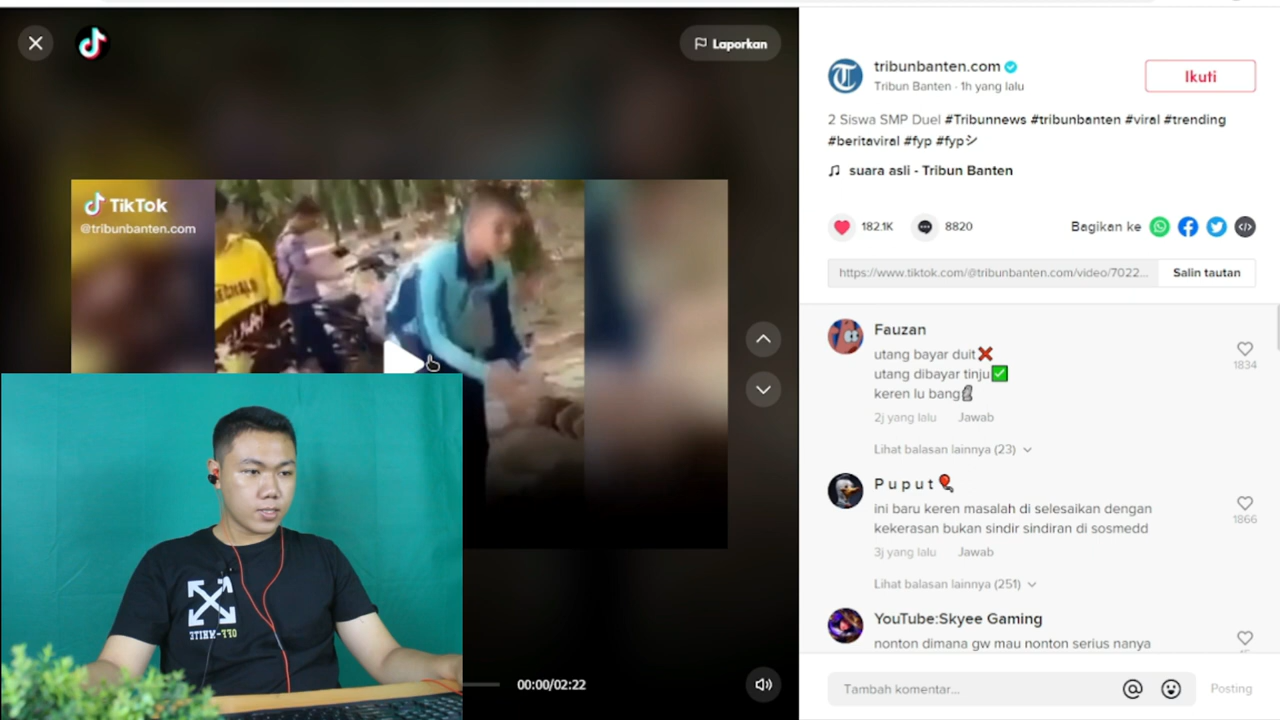 Laporkan
TikTok
@tribunbanten.com
00:00/02:22
tribunbanten.com
Tribun Banten · 1h yang lalu
Ikuti
2 Siswa SMP Duel #Tribunnews #tribunbanten #viral #trending
#beritaviral #fyp #fypシ
suara asli - Tribun Banten
182.1K
8820
Bagikan ke
https://www.tiktok.com/@tribunbanten.com/video/7022...
Salin tautan
Fauzan
utang bayar duit❌
utang dibayar tinju✅
keren lu bang🗿
1834
2j yang lalu Jawab
Lihat balasan lainnya (23)
P u p u t🎈
ini baru keren masalah di selesaikan dengan
kekerasan bukan sindir sindiran di sosmedd
1866
3j yang lalu Jawab
Lihat balasan lainnya (251)
YouTube:Skyee Gaming
nonton dimana gw mau nonton serius nanya
Tambah komentar...
Posting
OFF-WHITE